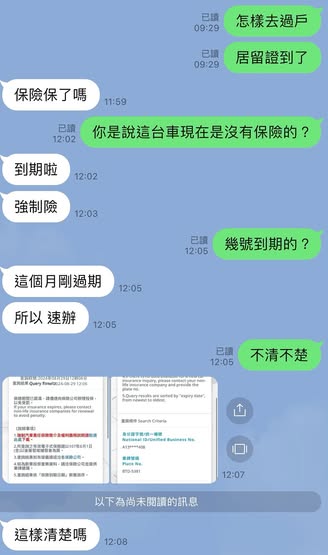 已讀
09:29
怎樣去過戶
已讀
09:29
居留證到了
保險保了嗎
11:59
已讀
12:02
你是說這台車現在是沒有保險的？
到期啦
12:02
強制險
12:03
已讀
12:05
幾號到期的？
這個月剛過期
12:05
所以 速辦
12:05
已讀
12:05
不清不楚
If your insurance expires, please contact
non-life insurance companies for renewal
to avoid penalty.
insurance inquiry, please contact your non-
life insurance company and provide the
plate no.
5.Query results are sorted by "expiry date",
from newest to oldest.
查詢條件 Search Criteria
National ID/Unified Business No.
車牌號碼
Plate No.
12:07
以下為尚未閱讀的訊息
這樣清楚嗎
12:08